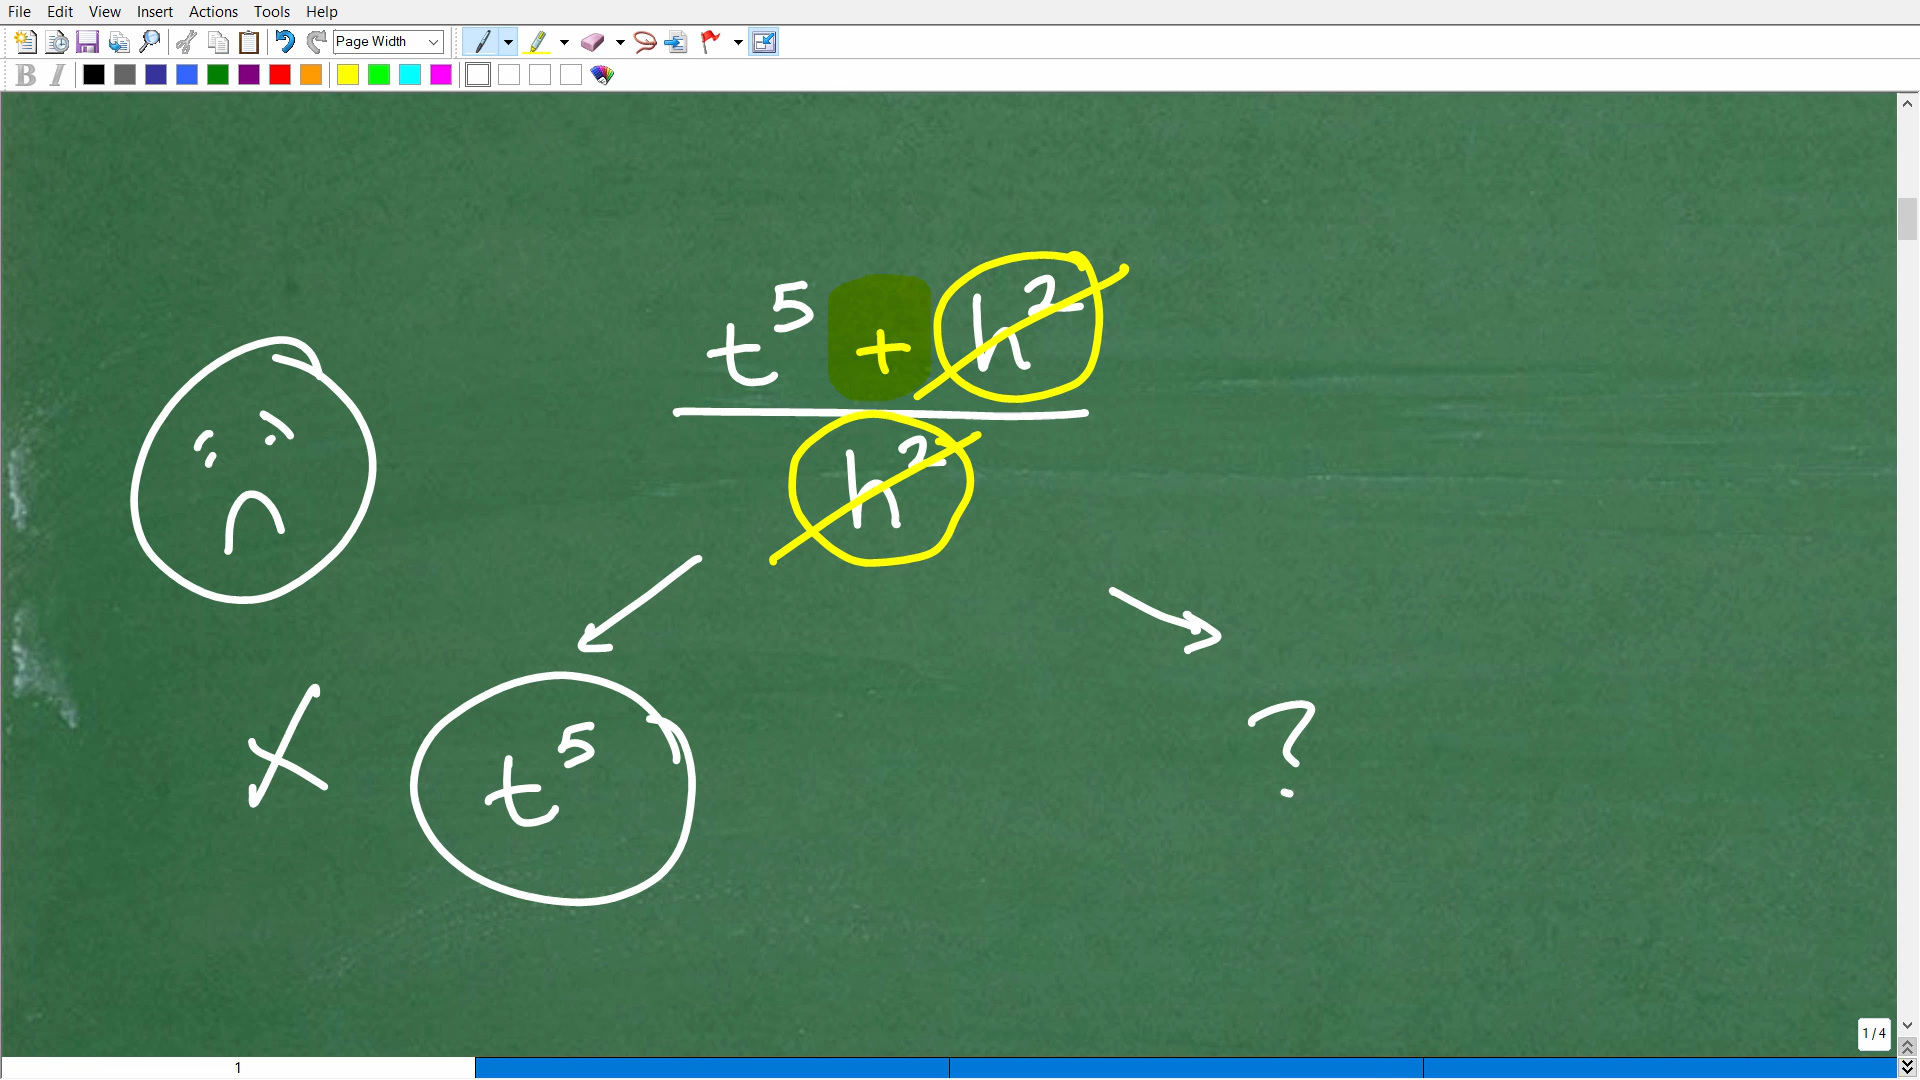 File Edit View Insert Actions Tools Help
Page Width
B I
t⁵ + h²
h²
t⁵
?
1 / 4
1